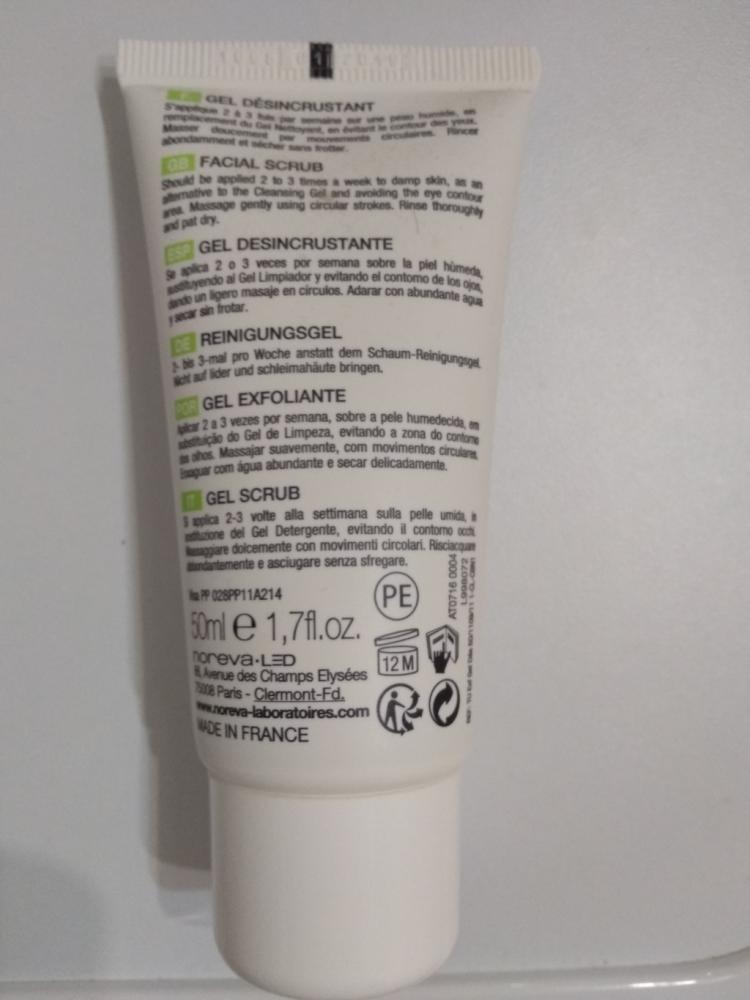 F GEL DÉSINCRUSTANT
S'applique 2 à 3 fois par semaine sur une peau humide, en
remplacement du Gel Nettoyant, en évitant le contour des yeux.
Masser doucement par mouvements circulaires. Rincer
abondamment et sécher sans frotter.
GB FACIAL SCRUB
Should be applied 2 to 3 times a week to damp skin, as an
alternative to the Cleansing Gel and avoiding the eye contour
area. Massage gently using circular strokes. Rinse thoroughly
and pat dry.
ESP GEL DESINCRUSTANTE
Se aplica 2 o 3 veces por semana sobre la piel húmeda,
sustituyendo al Gel Limpiador y evitando el contorno de los ojos,
dando un ligero masaje en círculos. Adarar con abundante agua
y secar sin frotar.
DE REINIGUNGSGEL
2- bis 3-mal pro Woche anstatt dem Schaum-Reinigungsgel.
Nicht auf lider und schleimahäute bringen.
POR GEL EXFOLIANTE
Aplicar 2 a 3 vezes por semana, sobre a pele humedecida, em
substituição do Gel de Limpeza, evitando a zona do contorno
dos olhos. Massajar suavemente, com movimentos circulares.
Enxaguar com água abundante e secar delicadamente.
IT GEL SCRUB
Si applica 2-3 volte alla settimana sulla pelle umida, in
sostituzione del Gel Detergente, evitando il contorno occhi.
Massaggiare dolcemente con movimenti circolari. Risciacquare
abbondantemente e asciugare senza sfregare.
PP 028PP11A214
50ml e 1,7fl.oz.
noreva-LED
Avenue des Champs Elysées
75008 Paris - Clermont-Fd.
www.noreva-laboratoires.com
MADE IN FRANCE
PE
12M
AT0716 0004
L998072